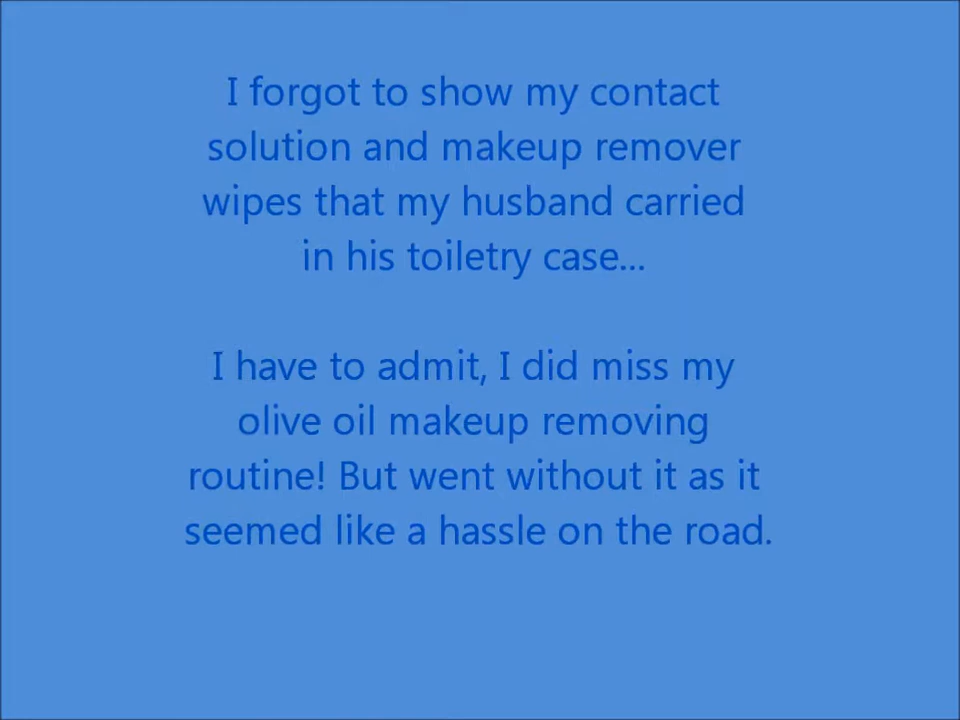 I forgot to show my contact
solution and makeup remover
wipes that my husband carried
in his toiletry case...
I have to admit, I did miss my
olive oil makeup removing
routine! But went without it as it
seemed like a hassle on the road.